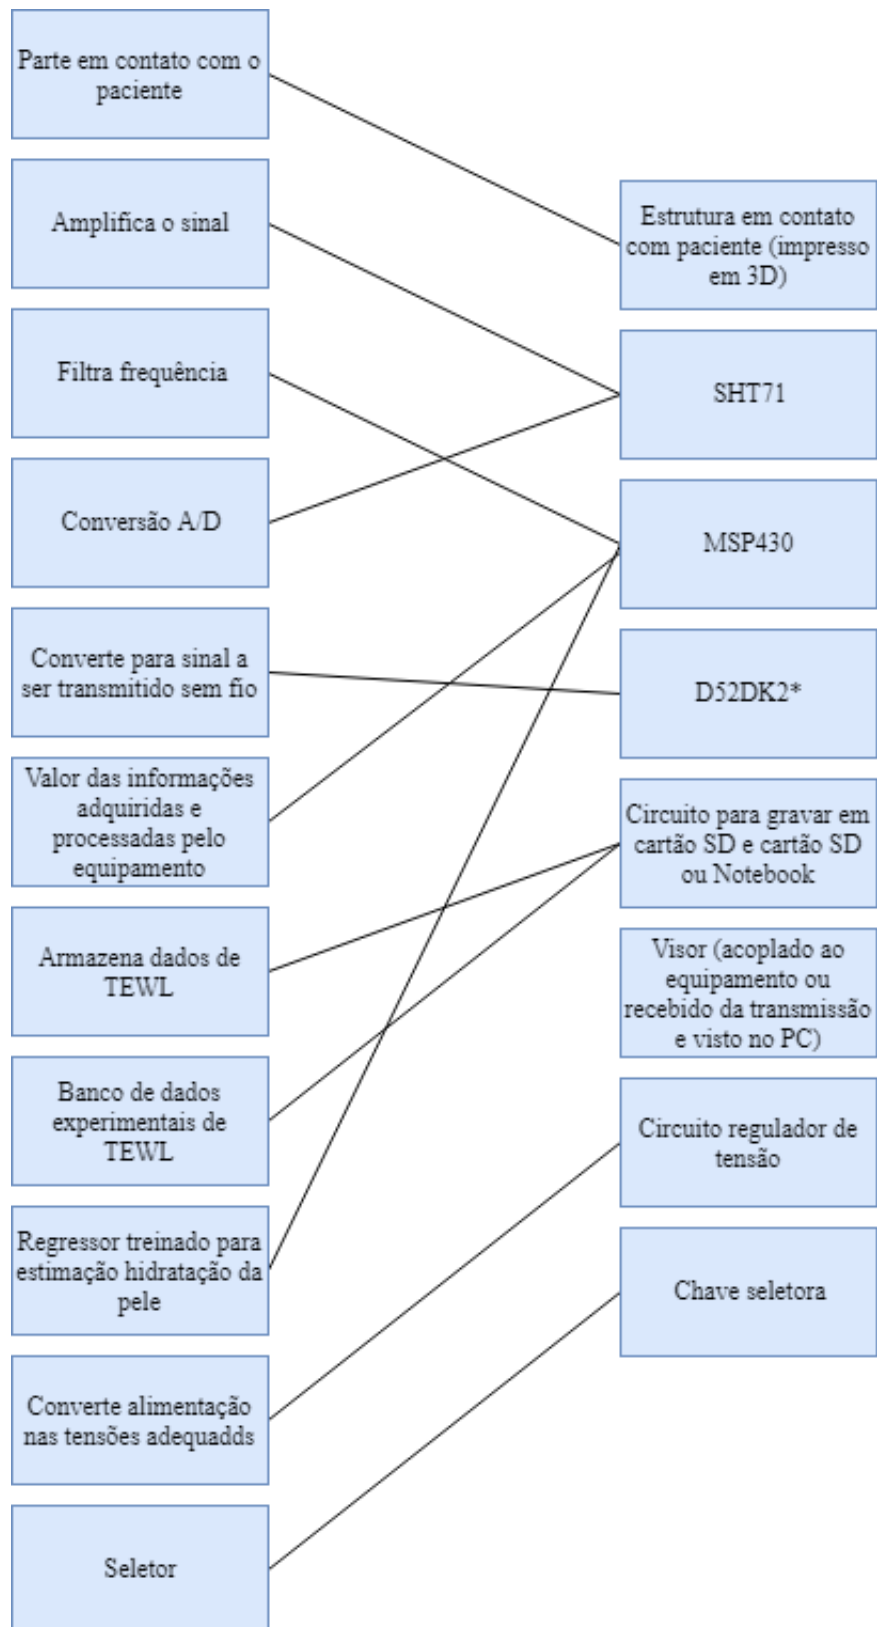 Parte em contato com o
paciente
Amplifica o sinal
Filtra frequência
Conversão A/D
Converte para sinal a
ser transmitido sem fio
Valor das informações
adquiridas e
processadas pelo
equipamento
Armazena dados de
TEWL
Banco de dados
experimentais de
TEWL
Regressor treinado para
estimação hidratação da
pele
Converte alimentação
nas tensões adequadds
Seletor
Estrutura em contato
com paciente (impresso
em 3D)
SHT71
MSP430
D52DK2*
Circuito para gravar em
cartão SD e cartão SD
ou Notebook
Visor (acoplado ao
equipamento ou
recebido da transmissão
e visto no PC)
Circuito regulador de
tensão
Chave seletora